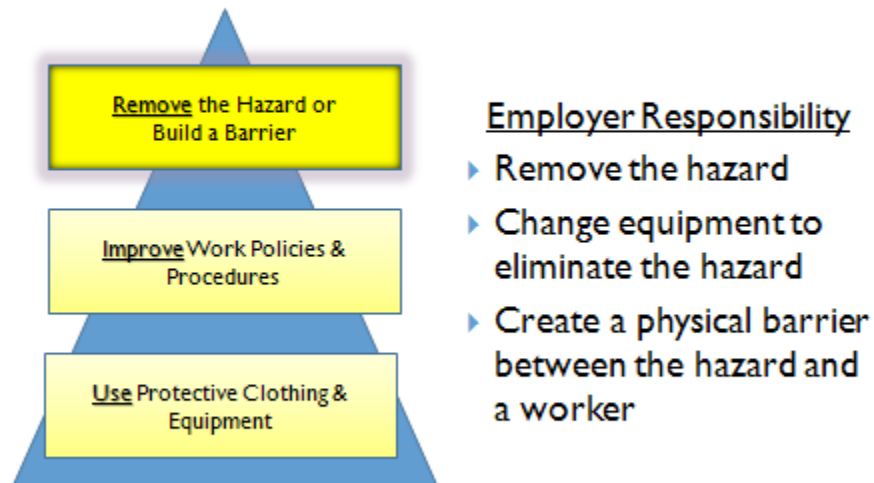 Remove the Hazard or
Build a Barrier
Improve Work Policies &
Procedures
Use Protective Clothing &
Equipment
Employer Responsibility
Remove the hazard
Change equipment to
eliminate the hazard
Create a physical barrier
between the hazard and
a worker